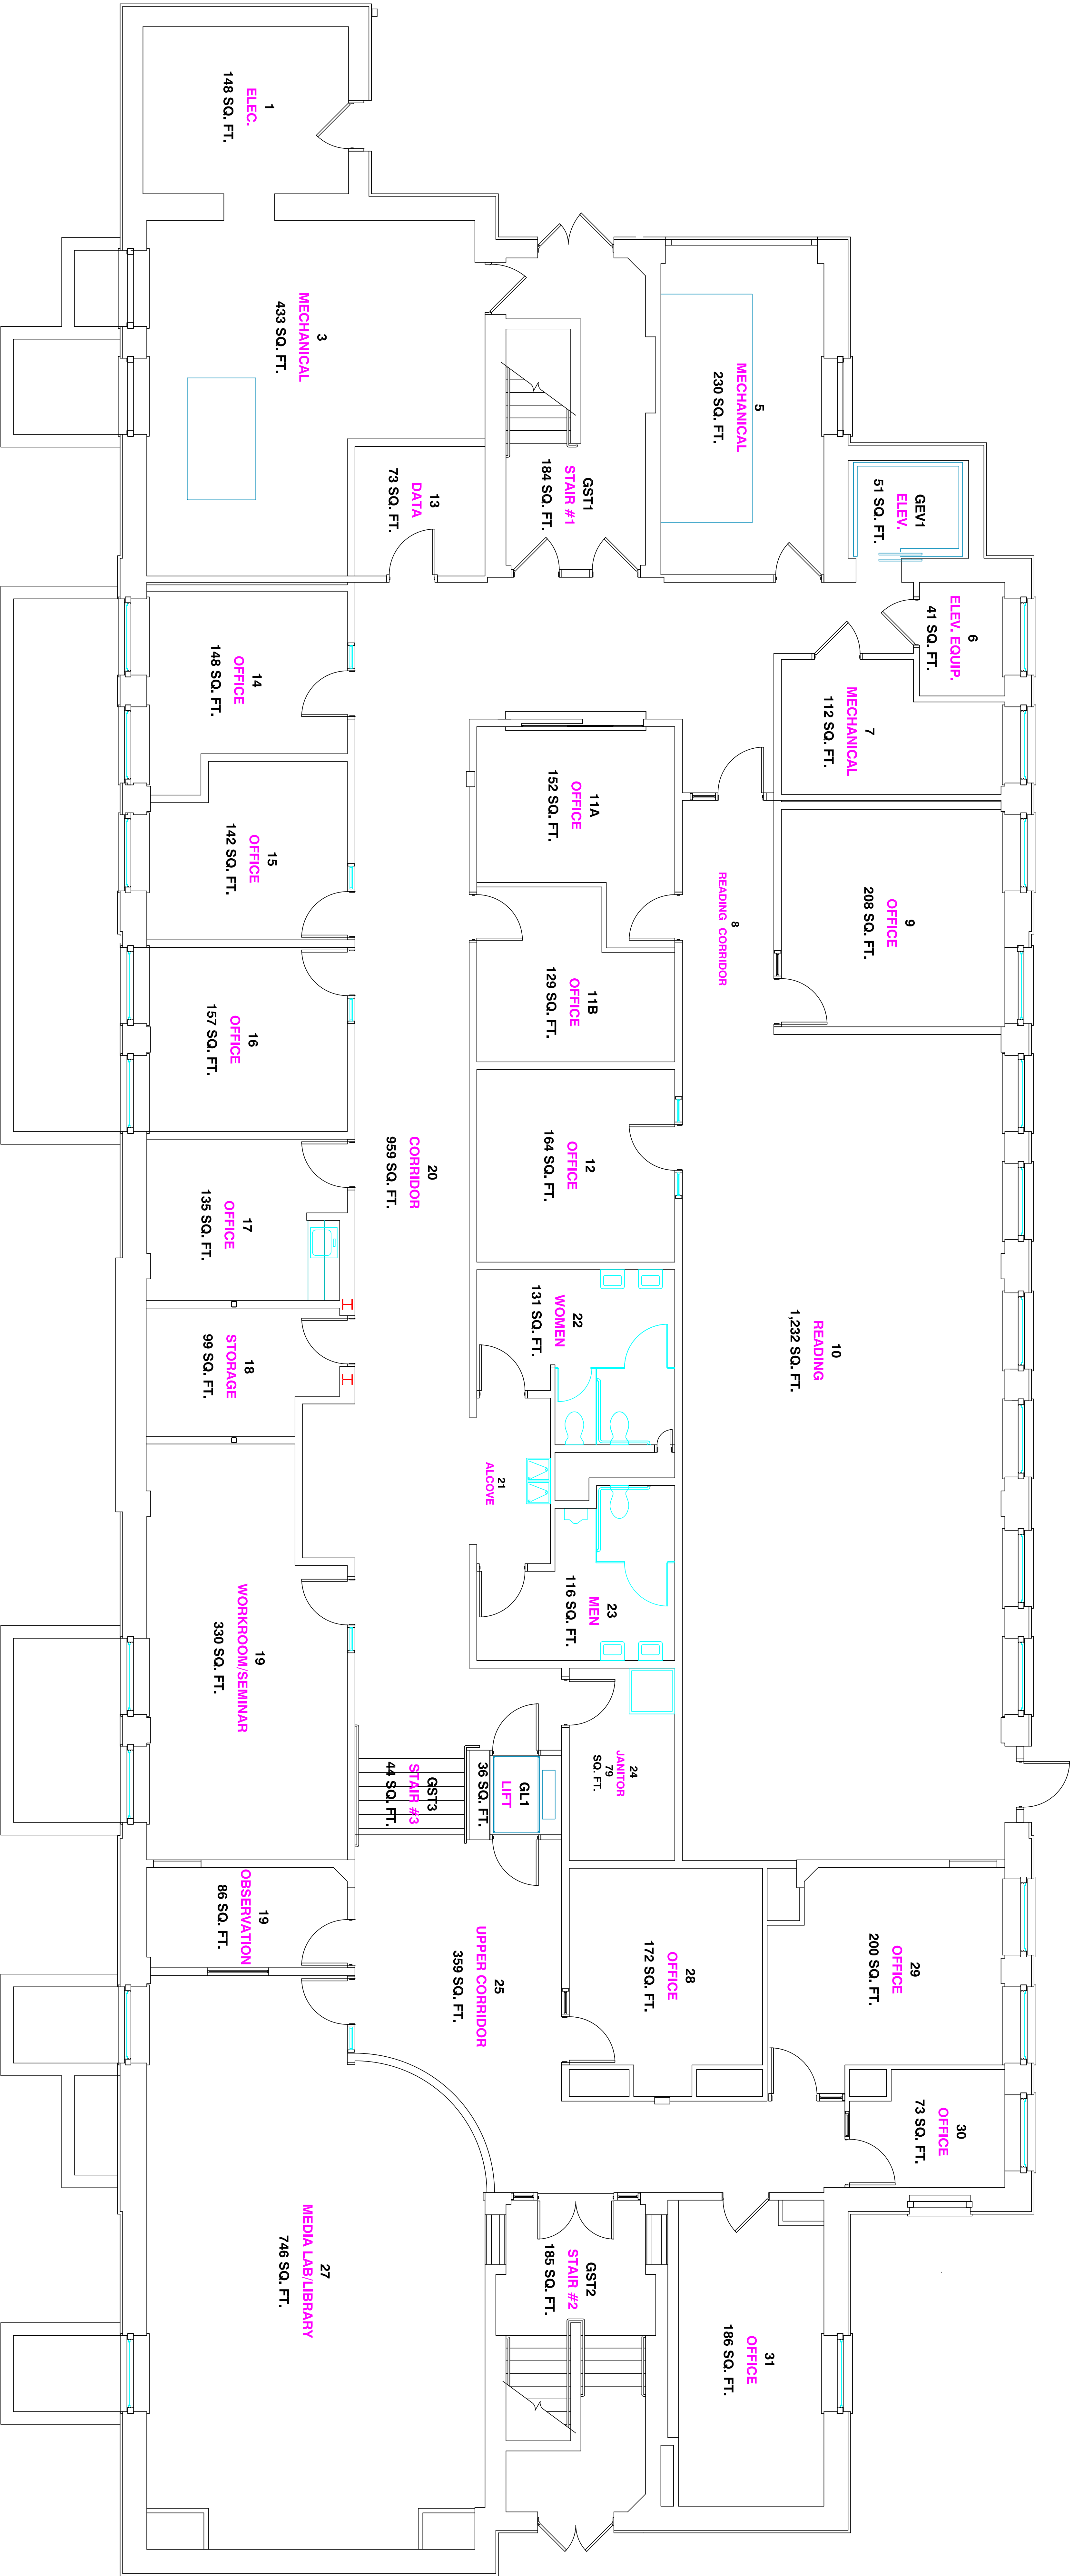 1
ELEC.
148 SQ. FT.
3
MECHANICAL
433 SQ. FT.
5
MECHANICAL
230 SQ. FT.
GST1
STAIR #1
184 SQ. FT.
13
DATA
73 SQ. FT.
GEV1
ELEV.
51 SQ. FT.
6
ELEV. EQUIP.
41 SQ. FT.
7
MECHANICAL
112 SQ. FT.
14
OFFICE
148 SQ. FT.
15
OFFICE
142 SQ. FT.
11A
OFFICE
152 SQ. FT.
8
READING CORRIDOR
9
OFFICE
208 SQ. FT.
16
OFFICE
157 SQ. FT.
11B
OFFICE
129 SQ. FT.
20
CORRIDOR
959 SQ. FT.
12
OFFICE
164 SQ. FT.
17
OFFICE
135 SQ. FT.
22
WOMEN
131 SQ. FT.
10
READING
1,232 SQ. FT.
18
STORAGE
99 SQ. FT.
21
ALCOVE
23
MEN
116 SQ. FT.
19
WORKROOM/SEMINAR
330 SQ. FT.
24
JANITOR
79
SQ. FT.
GST3
STAIR #3
44 SQ. FT.
GL1
LIFT
36 SQ. FT.
19
OBSERVATION
86 SQ. FT.
25
UPPER CORRIDOR
359 SQ. FT.
28
OFFICE
172 SQ. FT.
29
OFFICE
200 SQ. FT.
30
OFFICE
73 SQ. FT.
27
MEDIA LAB/LIBRARY
746 SQ. FT.
GST2
STAIR #2
185 SQ. FT.
31
OFFICE
186 SQ. FT.